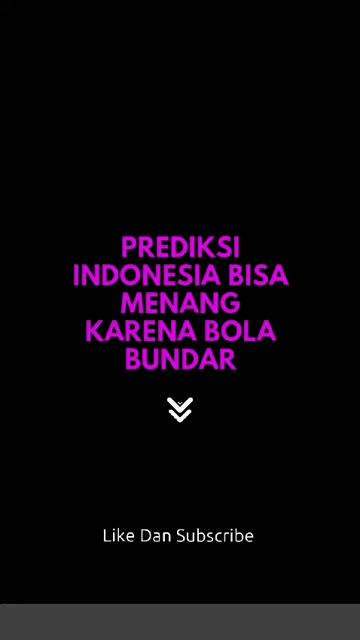 PREDIKSI
INDONESIA BISA
MENANG
KARENA BOLA
BUNDAR
Like Dan Subscribe